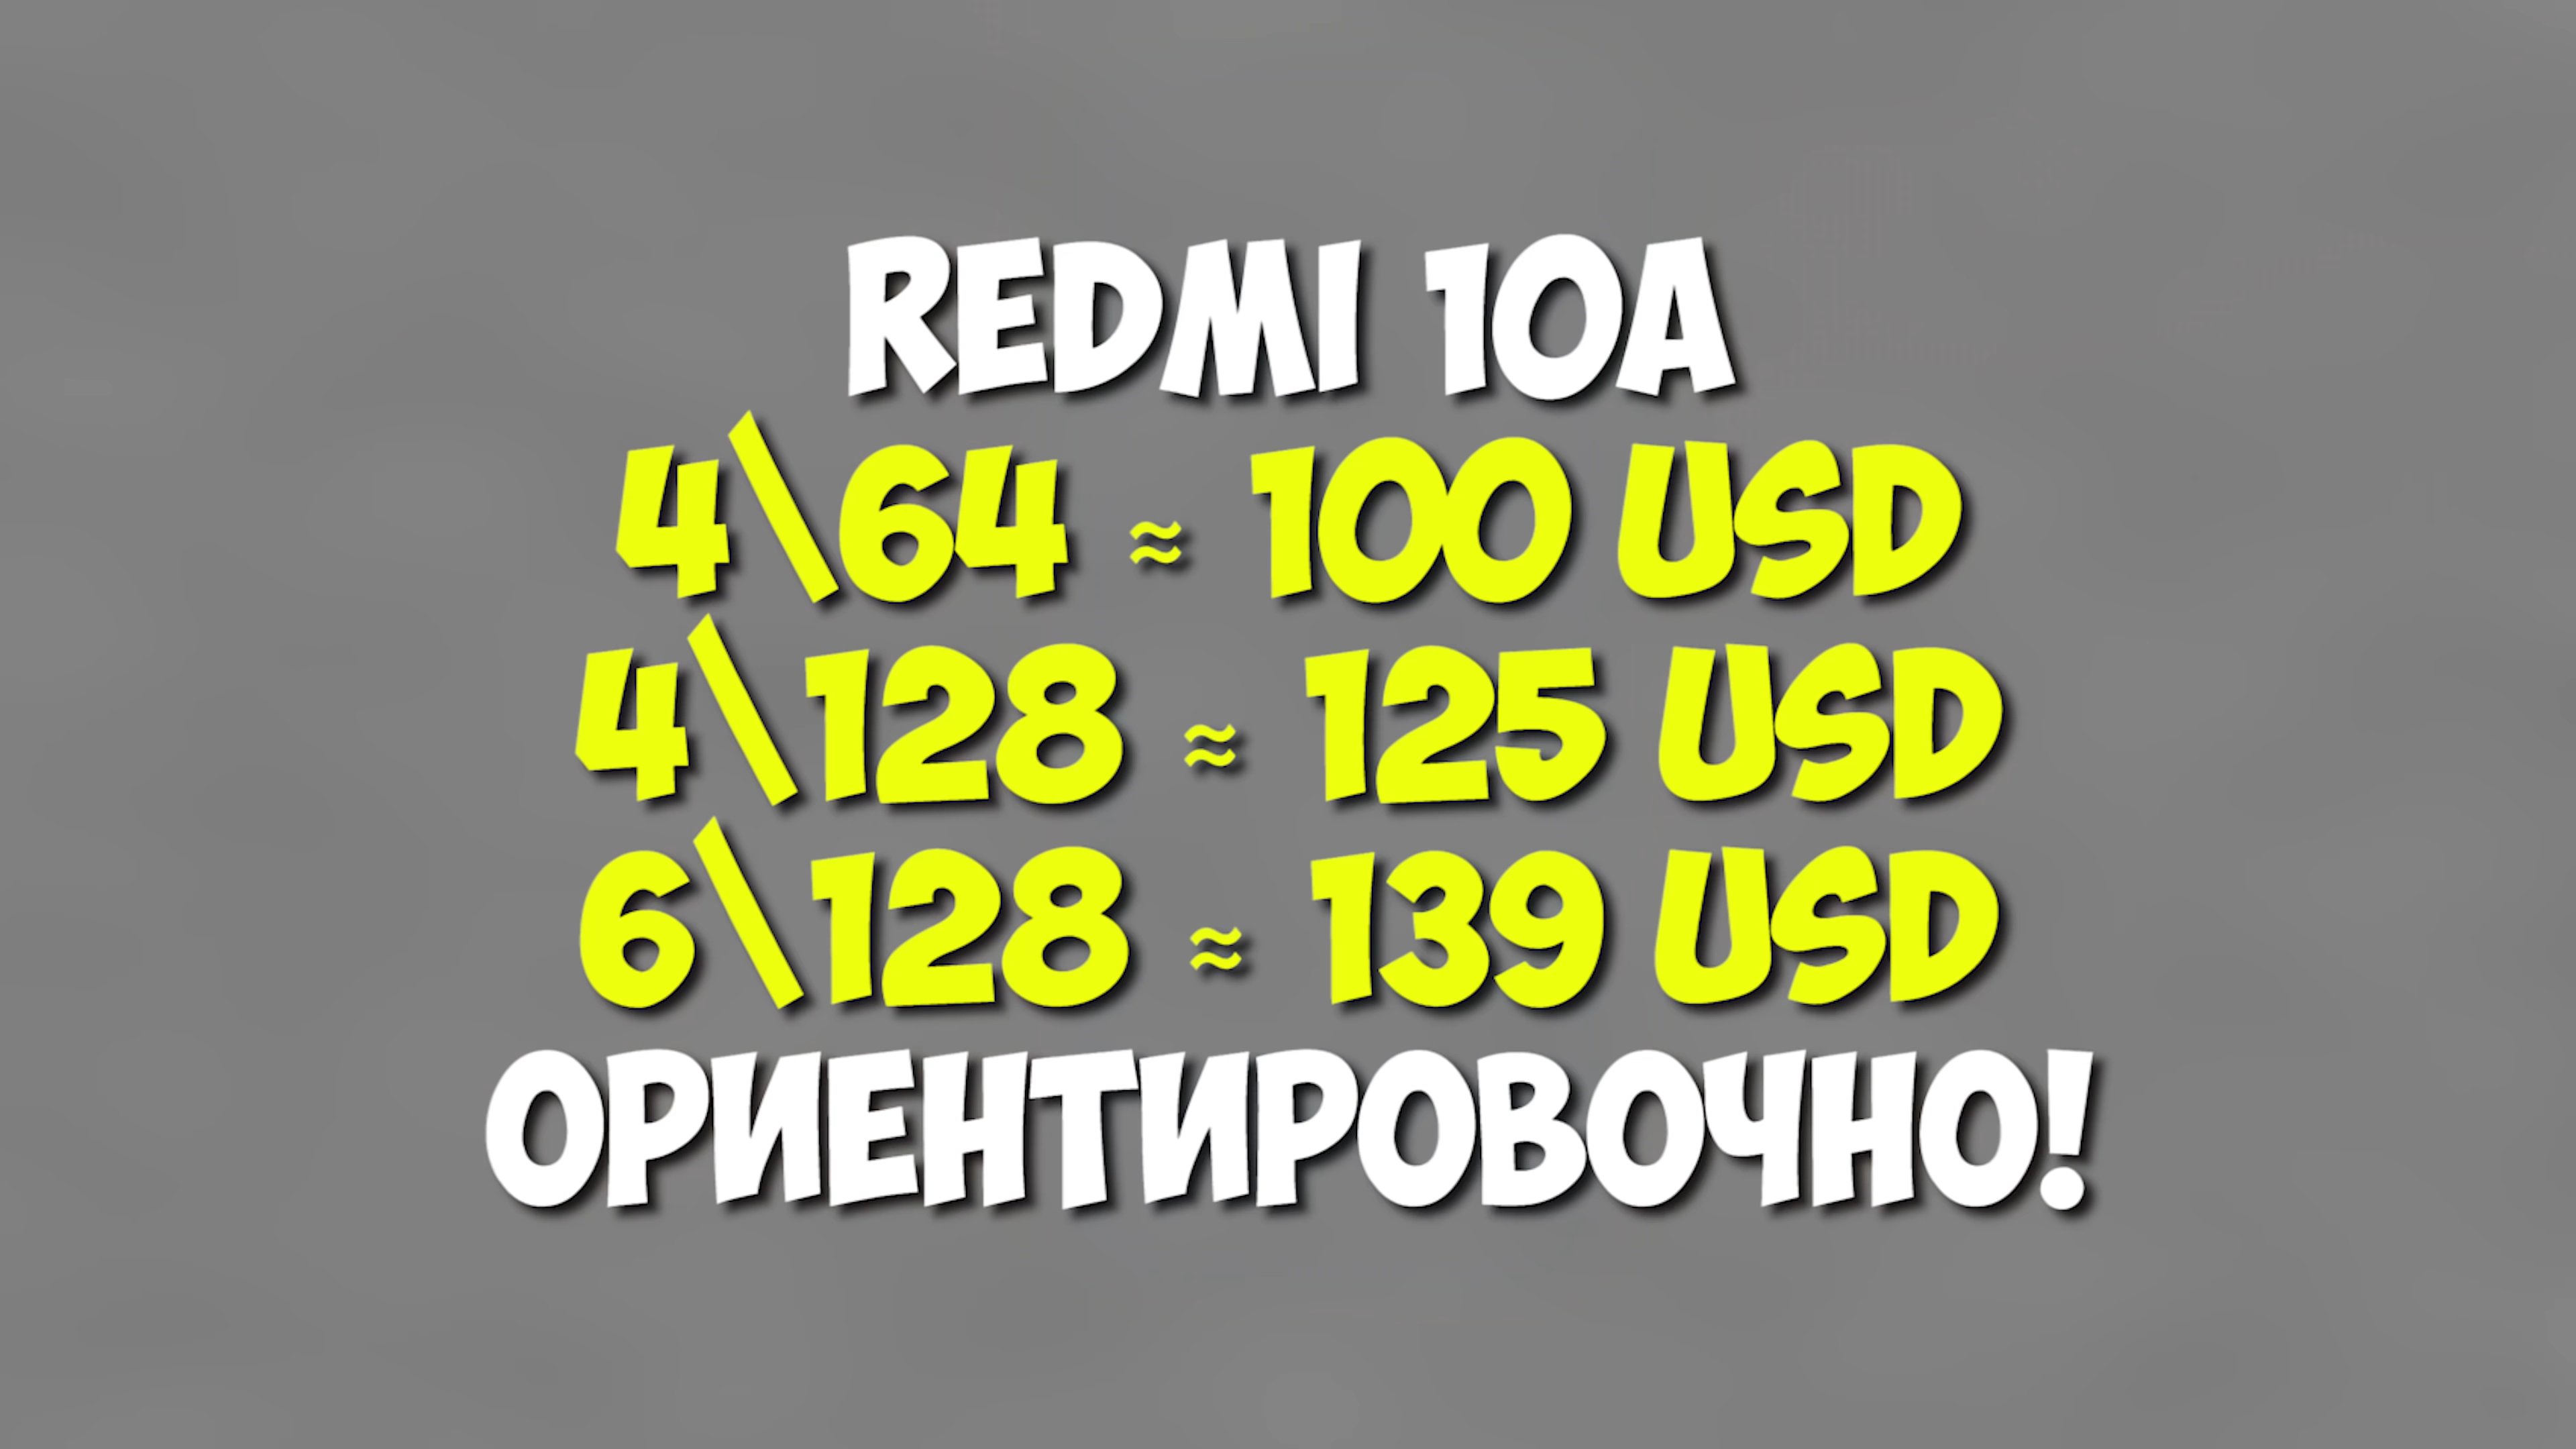 REDMI 10A
4\64 ≈ 100 USD
4\128 ≈ 125 USD
6\128 ≈ 139 USD
ОРИЕНТИРОВОЧНО!